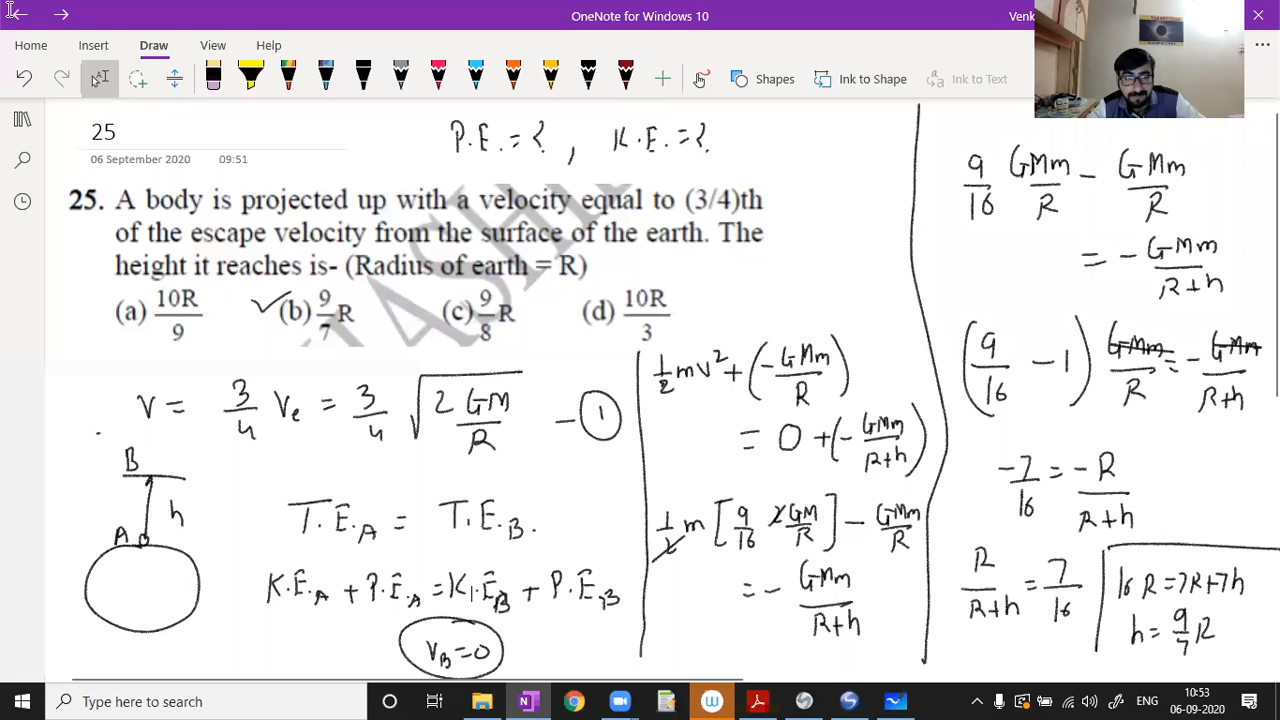 OneNote for Windows 10
Venk
Home Insert Draw View Help
Shapes Ink to Shape Ink to Text
25
06 September 2020 09:51
P.E. = ? , K.E. = ?
25. A body is projected up with a velocity equal to (3/4)th
of the escape velocity from the surface of the earth. The
height it reaches is- (Radius of earth = R)
(a) 10R/9 ✓(b) 9/7 R (c) 9/8 R (d) 10R/3
V = 3/4 Ve = 3/4 √(2GM/R) - ①
B
h
A
T.E.A = T.E.B.
K.E.A + P.E.A = K.E.B + P.E.B
VB = 0
1/2 mv² + (-GMm/R)
= 0 + (-GMm/R+h)
1/2 m [9/16 2GM/R] - GMm/R
= - GMm/R+h
9/16 GMm/R - GMm/R
= - GMm/R+h
(9/16 - 1) GMm/R = - GMm/R+h
-7/16 = -R/R+h
R/R+h = 7/16
16R = 7R+7h
h = 9/7 R
Type here to search
ENG
10:53
06-09-2020